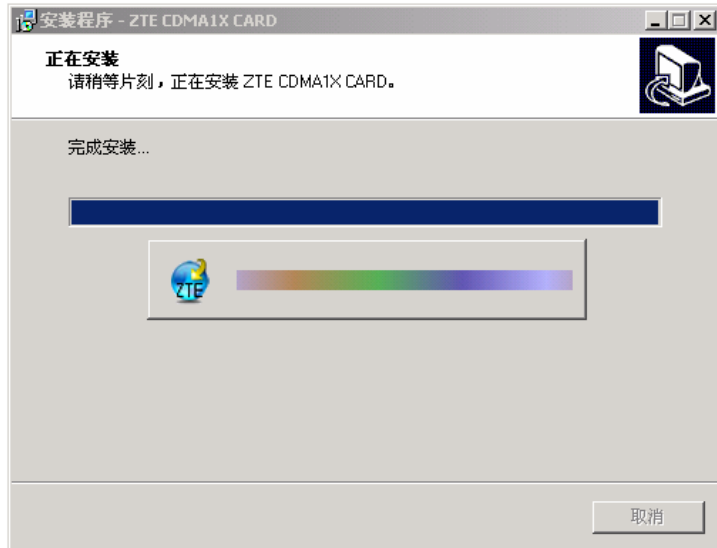 安装程序 - ZTE CDMA1X CARD
正在安装
请稍等片刻，正在安装 ZTE CDMA1X CARD。
完成安装...
ZTE
取消